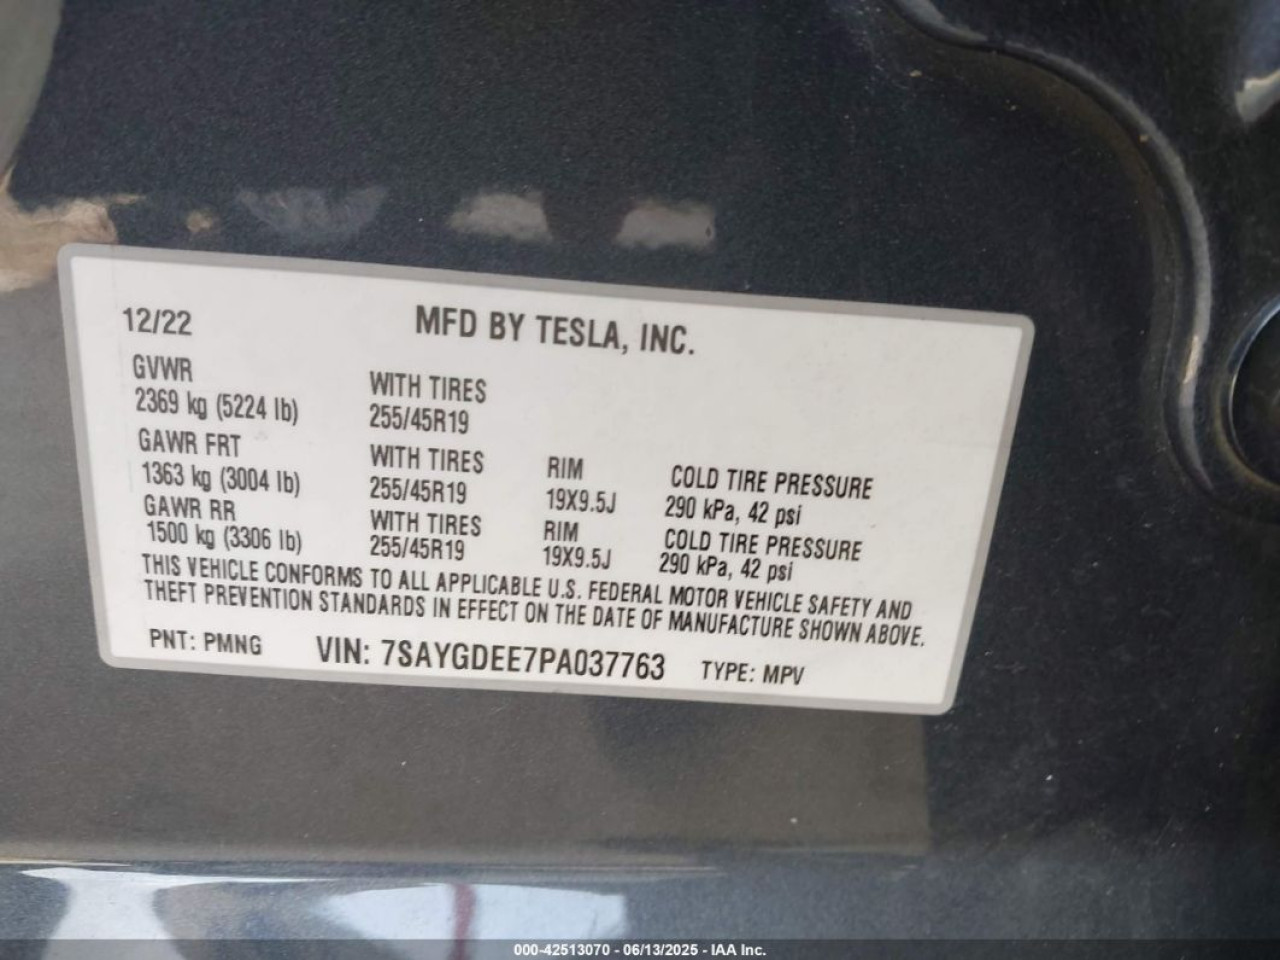 12/22 MFD BY TESLA, INC.
GVWR
2369 kg (5224 lb) WITH TIRES 255/45R19
GAWR FRT
1363 kg (3004 lb) WITH TIRES 255/45R19 RIM 19X9.5J COLD TIRE PRESSURE 290 kPa, 42 psi
GAWR RR
1500 kg (3306 lb) WITH TIRES 255/45R19 RIM 19X9.5J COLD TIRE PRESSURE 290 kPa, 42 psi
THIS VEHICLE CONFORMS TO ALL APPLICABLE U.S. FEDERAL MOTOR VEHICLE SAFETY AND
THEFT PREVENTION STANDARDS IN EFFECT ON THE DATE OF MANUFACTURE SHOWN ABOVE.
PNT: PMNG VIN: 7SAYGDEE7PA037763 TYPE: MPV
000-42513070 - 06/13/2025 - IAA Inc.